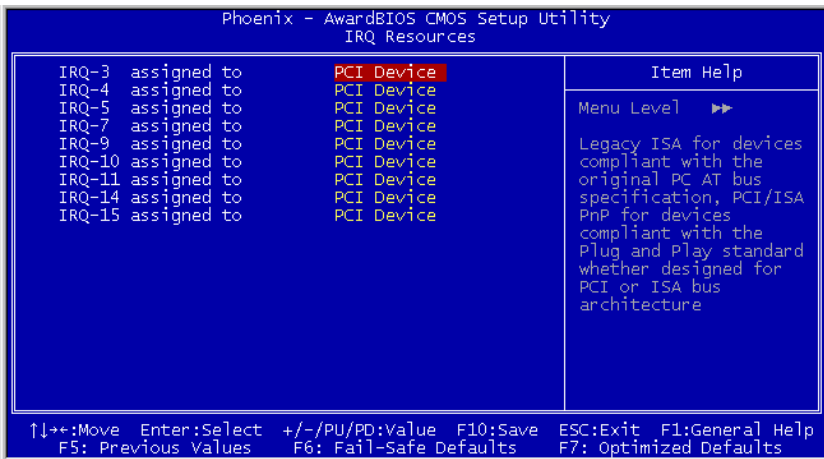 Phoenix - AwardBIOS CMOS Setup Utility
IRQ Resources
IRQ-3 assigned to PCI Device
IRQ-4 assigned to PCI Device
IRQ-5 assigned to PCI Device
IRQ-7 assigned to PCI Device
IRQ-9 assigned to PCI Device
IRQ-10 assigned to PCI Device
IRQ-11 assigned to PCI Device
IRQ-14 assigned to PCI Device
IRQ-15 assigned to PCI Device
Item Help
Menu Level ▶▶
Legacy ISA for devices
compliant with the
original PC AT bus
specification, PCI/ISA
PnP for devices
compliant with the
Plug and Play standard
whether designed for
PCI or ISA bus
architecture
↑↓→←:Move Enter:Select +/-/PU/PD:Value F10:Save ESC:Exit F1:General Help
F5: Previous Values F6: Fail-Safe Defaults F7: Optimized Defaults